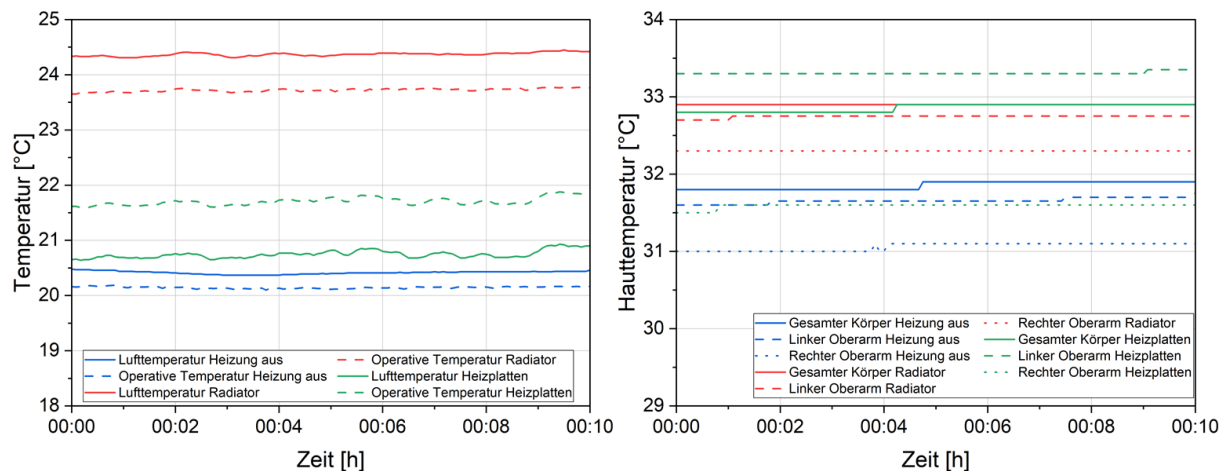 25
24
23
22
21
20
19
18
Temperatur [°C]
00:00 00:02 00:04 00:06 00:08 00:10
Zeit [h]
Lufttemperatur Heizung aus
Operative Temperatur Heizung aus
Lufttemperatur Radiator
Operative Temperatur Radiator
Lufttemperatur Heizplatten
Operative Temperatur Heizplatten
34
33
32
31
30
29
Hauttemperatur [°C]
00:00 00:02 00:04 00:06 00:08 00:10
Zeit [h]
Gesamter Körper Heizung aus
Linker Oberarm Heizung aus
Rechter Oberarm Heizung aus
Gesamter Körper Radiator
Linker Oberarm Radiator
Rechter Oberarm Radiator
Gesamter Körper Heizplatten
Linker Oberarm Heizplatten
Rechter Oberarm Heizplatten